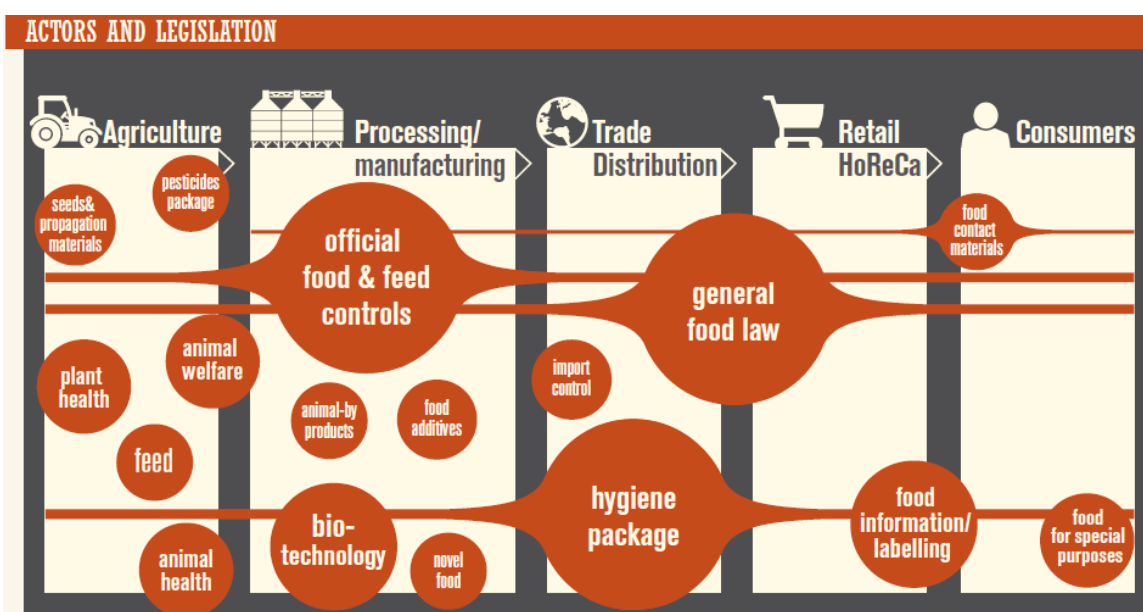 ACTORS AND LEGISLATION
Agriculture
Processing/
manufacturing
Trade
Distribution
Retail
HoReCa
Consumers
pesticides
package
seeds&
propagation
materials
official
food & feed
controls
food
contact
materials
general
food law
animal
welfare
plant
health
import
control
animal-by
products
food
additives
feed
hygiene
package
bio-
technology
food
information/
labelling
food
for special
purposes
animal
health
novel
food